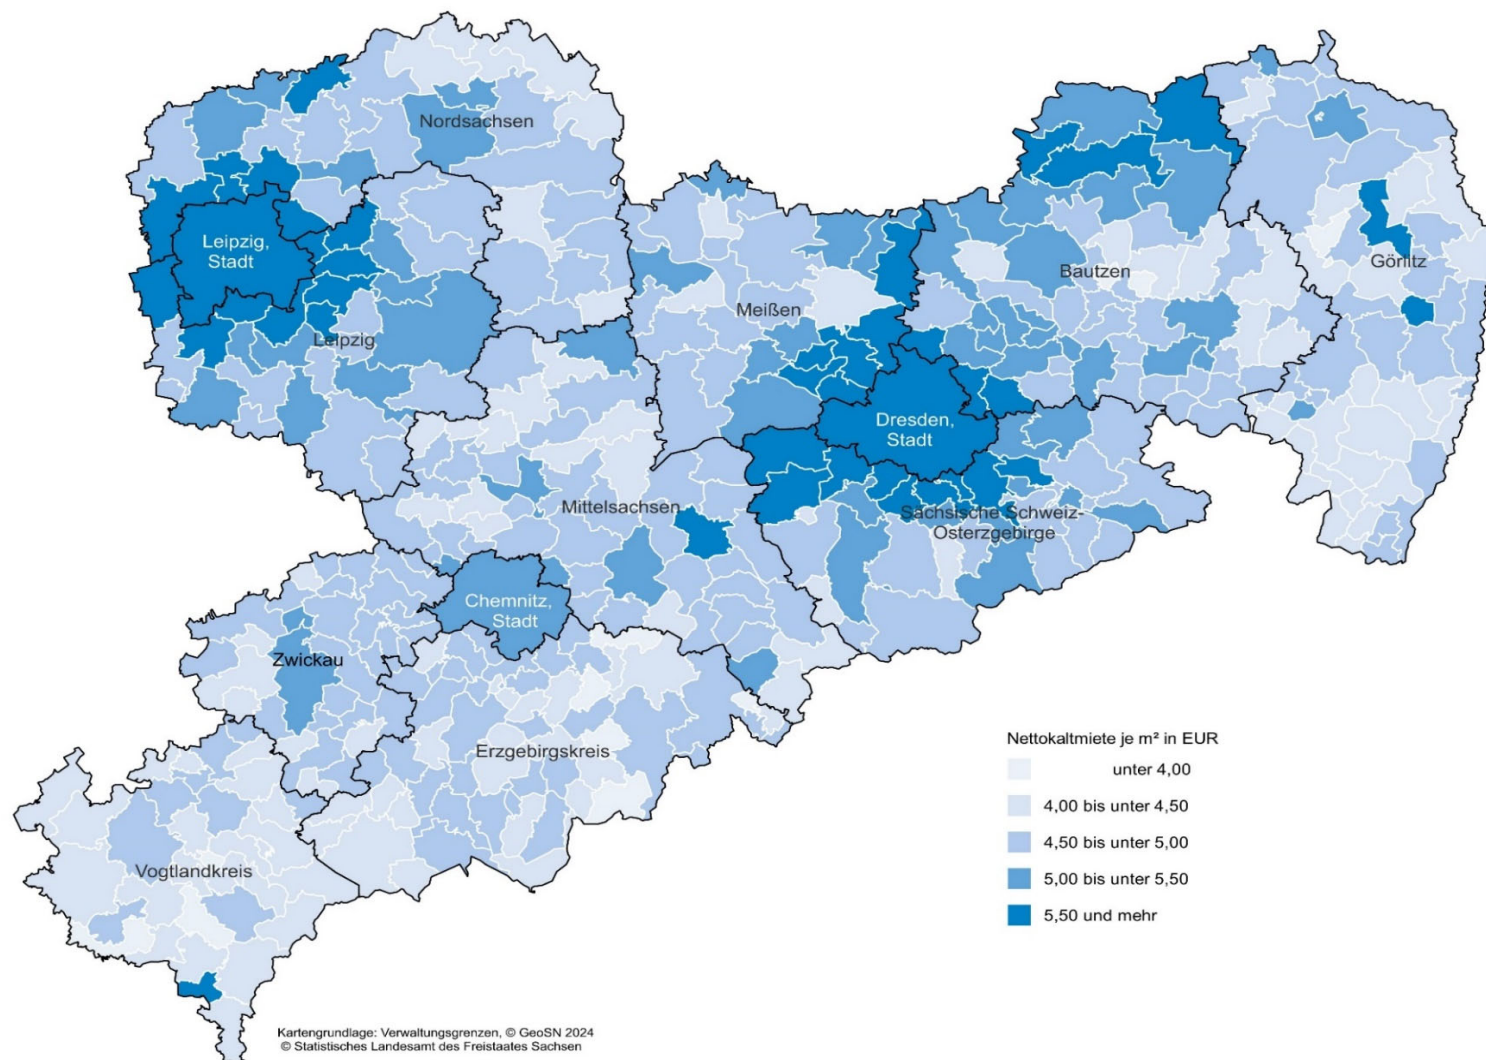 Nordsachsen
Leipzig,
Stadt
Leipzig
Meißen
Bautzen
Görlitz
Dresden,
Stadt
Mittelsachsen
Sächsische Schweiz-
Osterzgebirge
Chemnitz,
Stadt
Zwickau
Erzgebirgskreis
Vogtlandkreis
Nettokaltmiete je m² in EUR
unter 4,00
4,00 bis unter 4,50
4,50 bis unter 5,00
5,00 bis unter 5,50
5,50 und mehr
Kartengrundlage: Verwaltungsgrenzen, © GeoSN 2024
© Statistisches Landesamt des Freistaates Sachsen